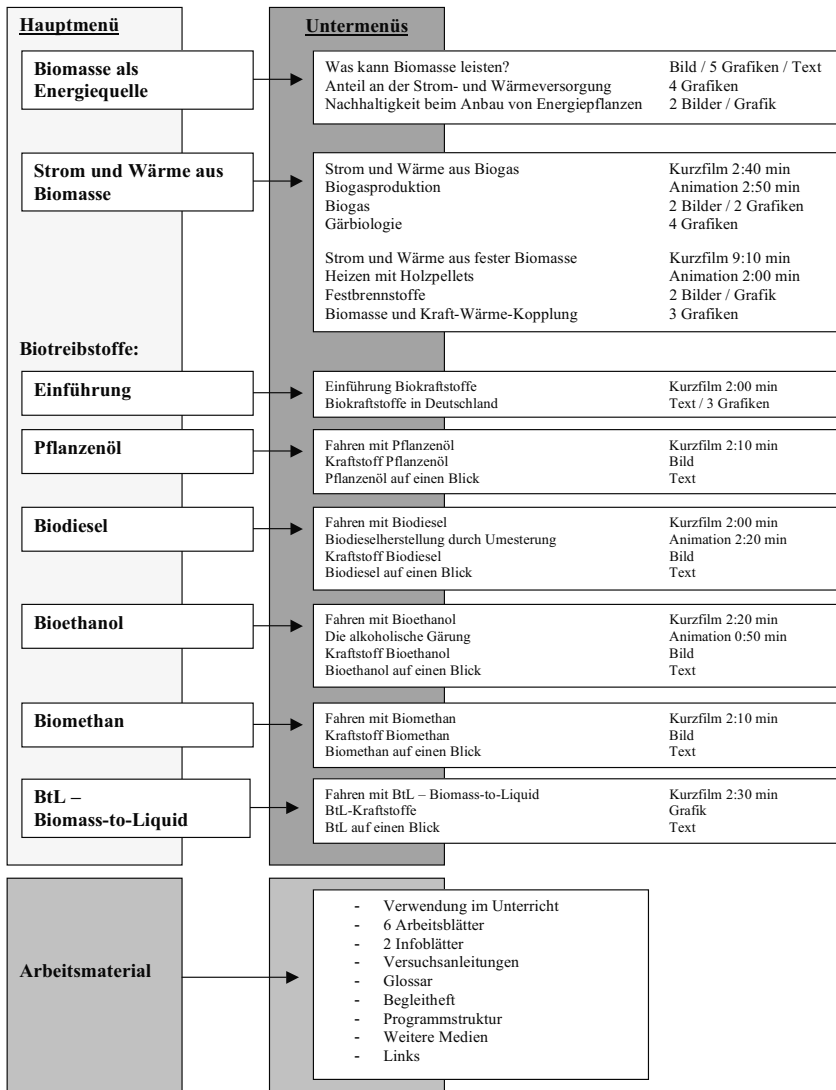 Hauptmenü
Untermenüs
Biomasse als
Energiequelle
Was kann Biomasse leisten? Bild / 5 Grafiken / Text
Anteil an der Strom- und Wärmeversorgung 4 Grafiken
Nachhaltigkeit beim Anbau von Energiepflanzen 2 Bilder / Grafik
Strom und Wärme aus
Biomasse
Strom und Wärme aus Biogas Kurzfilm 2:40 min
Biogasproduktion Animation 2:50 min
Biogas 2 Bilder / 2 Grafiken
Gärbiologie 4 Grafiken
Strom und Wärme aus fester Biomasse Kurzfilm 9:10 min
Heizen mit Holzpellets Animation 2:00 min
Festbrennstoffe 2 Bilder / Grafik
Biomasse und Kraft-Wärme-Kopplung 3 Grafiken
Biotreibstoffe:
Einführung
Einführung Biokraftstoffe Kurzfilm 2:00 min
Biokraftstoffe in Deutschland Text / 3 Grafiken
Pflanzenöl
Fahren mit Pflanzenöl Kurzfilm 2:10 min
Kraftstoff Pflanzenöl Bild
Pflanzenöl auf einen Blick Text
Biodiesel
Fahren mit Biodiesel Kurzfilm 2:00 min
Biodieselherstellung durch Umesterung Animation 2:20 min
Kraftstoff Biodiesel Bild
Biodiesel auf einen Blick Text
Bioethanol
Fahren mit Bioethanol Kurzfilm 2:20 min
Die alkoholische Gärung Animation 0:50 min
Kraftstoff Bioethanol Bild
Bioethanol auf einen Blick Text
Biomethan
Fahren mit Biomethan Kurzfilm 2:10 min
Kraftstoff Biomethan Bild
Biomethan auf einen Blick Text
BtL –
Biomass-to-Liquid
Fahren mit BtL – Biomass-to-Liquid Kurzfilm 2:30 min
BtL-Kraftstoffe Grafik
BtL auf einen Blick Text
Arbeitsmaterial
- Verwendung im Unterricht
- 6 Arbeitsblätter
- 2 Infoblätter
- Versuchsanleitungen
- Glossar
- Begleitheft
- Programmstruktur
- Weitere Medien
- Links